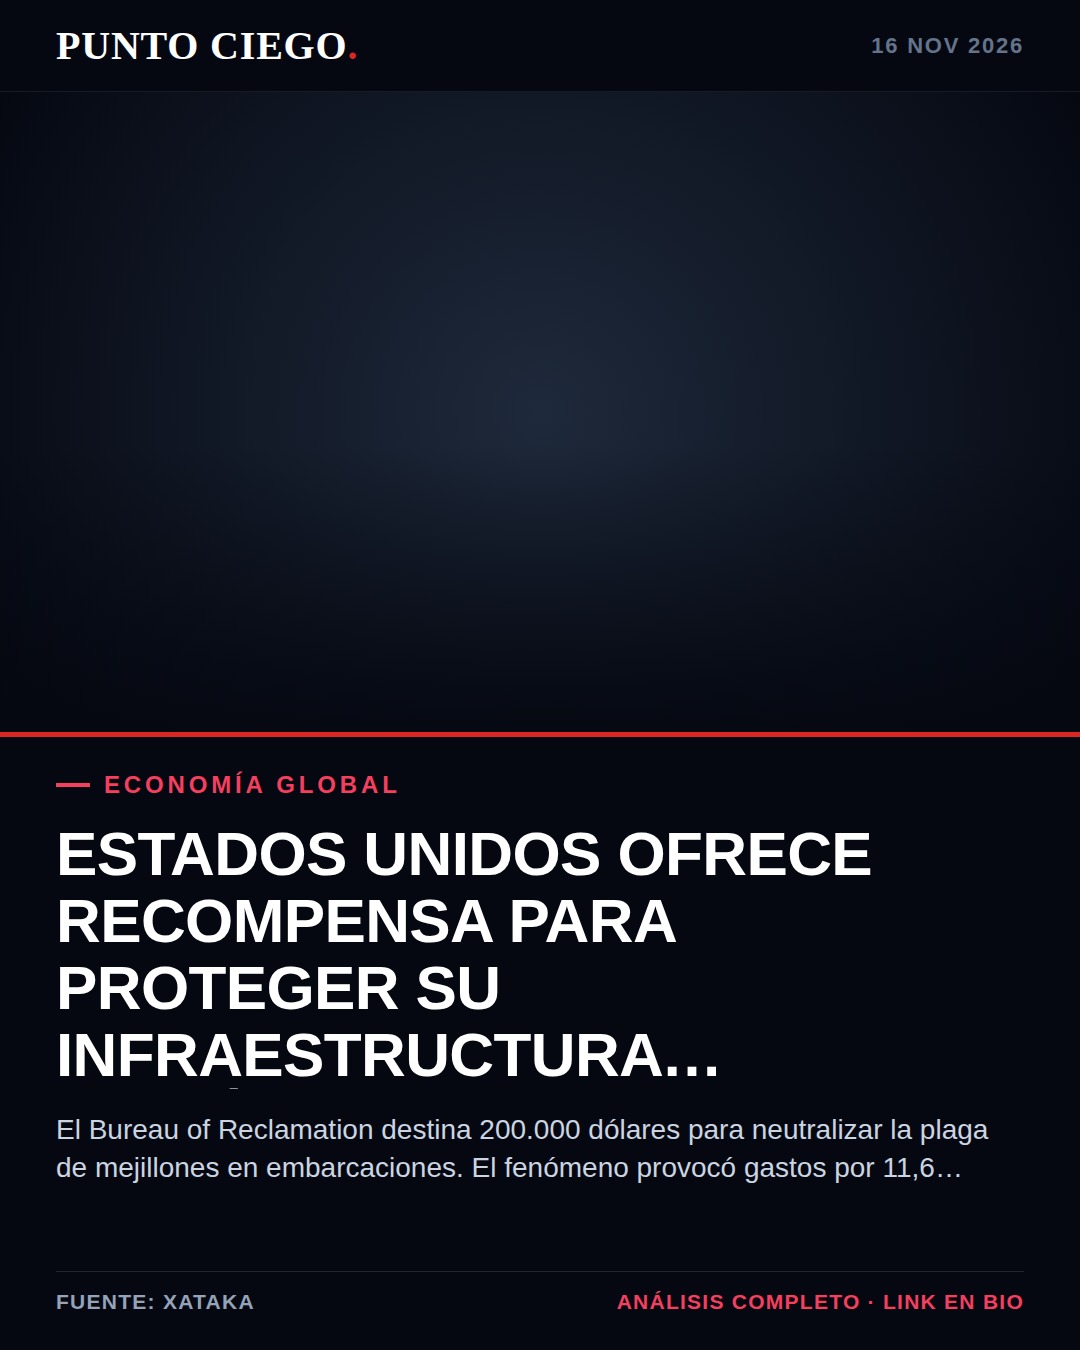 PUNTO CIEGO.
16 NOV 2026
ECONOMÍA GLOBAL
ESTADOS UNIDOS OFRECE
RECOMPENSA PARA
PROTEGER SU
INFRAESTRUCTURA…
El Bureau of Reclamation destina 200.000 dólares para neutralizar la plaga
de mejillones en embarcaciones. El fenómeno provocó gastos por 11,6…
FUENTE: XATAKA
ANÁLISIS COMPLETO · LINK EN BIO